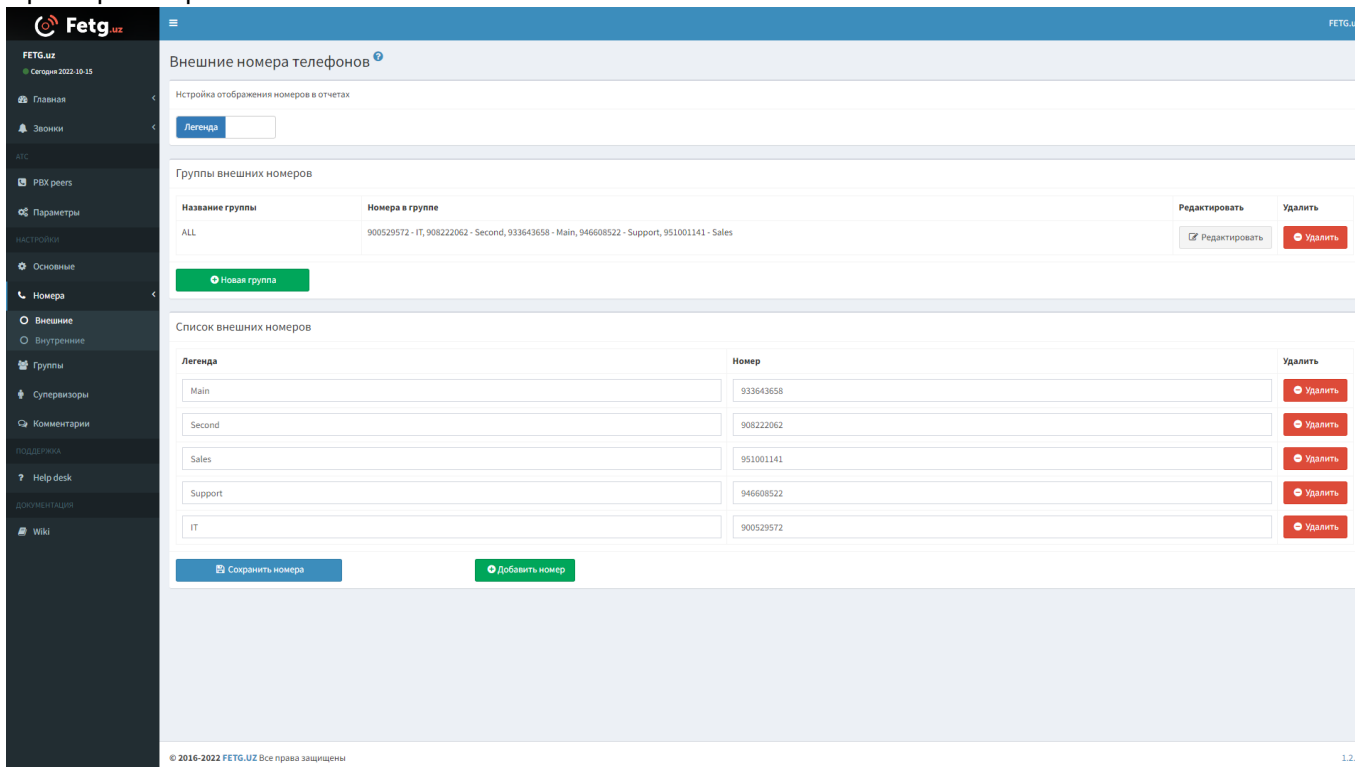 Fetg.uz
FETG.u
FETG.uz
Сегодня 2022-10-15
Главная
Звонки
АТС
PBX peers
Параметры
НАСТРОЙКИ
Основные
Номера
Внешние
Внутренние
Группы
Супервизоры
Комментарии
ПОДДЕРЖКА
Help desk
ДОКУМЕНТАЦИЯ
Wiki
Внешние номера телефонов
Нстройка отображения номеров в отчетах
Легенда
Группы внешних номеров
Название группы Номера в группе Редактировать Удалить
ALL 900529572 - IT, 908222062 - Second, 933643658 - Main, 946608522 - Support, 951001141 - Sales Редактировать Удалить
Новая группа
Список внешних номеров
Легенда Номер Удалить
Main 933643658 Удалить
Second 908222062 Удалить
Sales 951001141 Удалить
Support 946608522 Удалить
IT 900529572 Удалить
Сохранить номера Добавить номер
© 2016-2022 FETG.UZ Все права защищены 1.2.